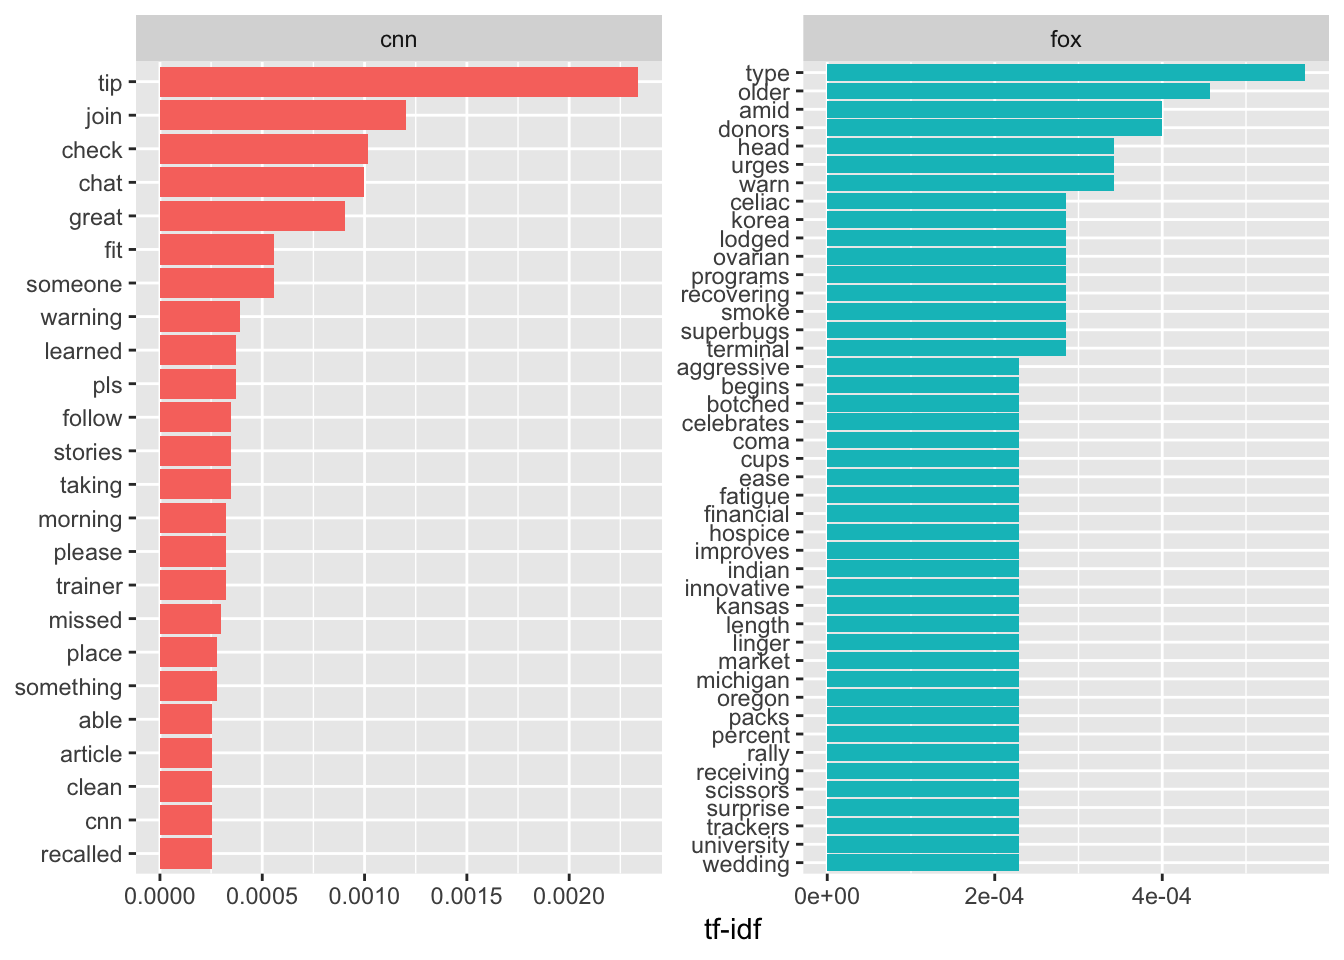 cnn
tip
join
check
chat
great
fit
someone
warning
learned
pls
follow
stories
taking
morning
please
trainer
missed
place
something
able
article
clean
cnn
recalled
0.0000 0.0005 0.0010 0.0015 0.0020
fox
type
older
amid
donors
head
urges
warn
celiac
korea
lodged
ovarian
programs
recovering
smoke
superbugs
terminal
aggressive
begins
botched
celebrates
coma
cups
ease
fatigue
financial
hospice
improves
indian
innovative
kansas
length
linger
market
michigan
oregon
packs
percent
rally
receiving
scissors
surprise
trackers
university
wedding
0e+00 2e-04 4e-04
tf-idf